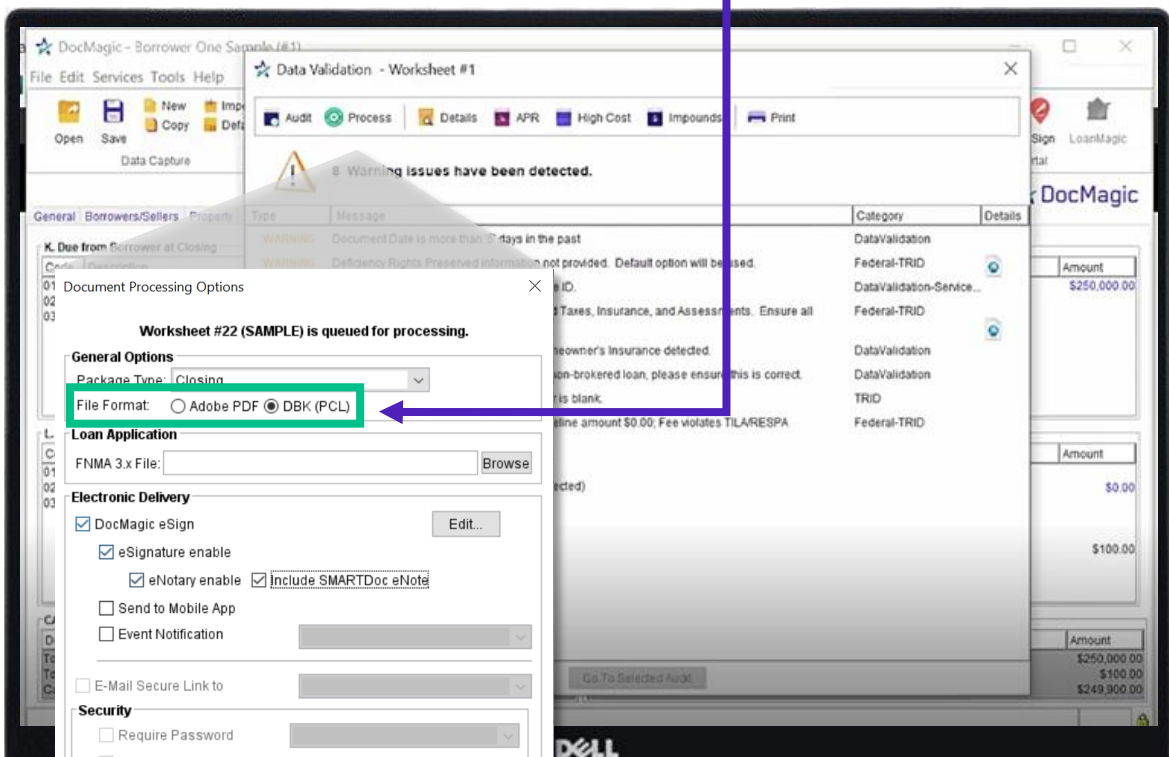 DocMagic - Borrower One Sample (#1)
File Edit Services Tools Help
Open
Save
New
Copy
Data Capture
Sign
LoanMagic
DocMagic
General
Borrowers/Sellers
Property
K. Due from Borrower at Closing
Code
Description
01
02
03
Amount
$250,000.00
L.
01
02
03
Amount
$0.00
$100.00
Amount
$250,000.00
$100.00
$249,900.00
Data Validation - Worksheet #1
Audit
Process
Details
APR
High Cost
Impounds
Print
8 Warning issues have been detected.
Type
Message
Category
Details
WARNING
Document Date is more than '5' days in the past
DataValidation
WARNING
Deficiency Rights Preserved information not provided. Default option will be used.
Federal-TRID
ID.
DataValidation-Service...
Taxes, Insurance, and Assessments. Ensure all
Federal-TRID
Insurance detected.
DataValidation
loan, please ensure this is correct.
DataValidation
is blank.
TRID
amount $0.00; Fee violates TILA/RESPA
Federal-TRID
Go To Selected Audit
Document Processing Options
Worksheet #22 (SAMPLE) is queued for processing.
General Options
Package Type: Closing
File Format: Adobe PDF DBK (PCL)
Loan Application
FNMA 3.x File:
Browse
Electronic Delivery
DocMagic eSign
Edit...
eSignature enable
eNotary enable
Include SMARTDoc eNote
Send to Mobile App
Event Notification
E-Mail Secure Link to
Security
Require Password
DELL